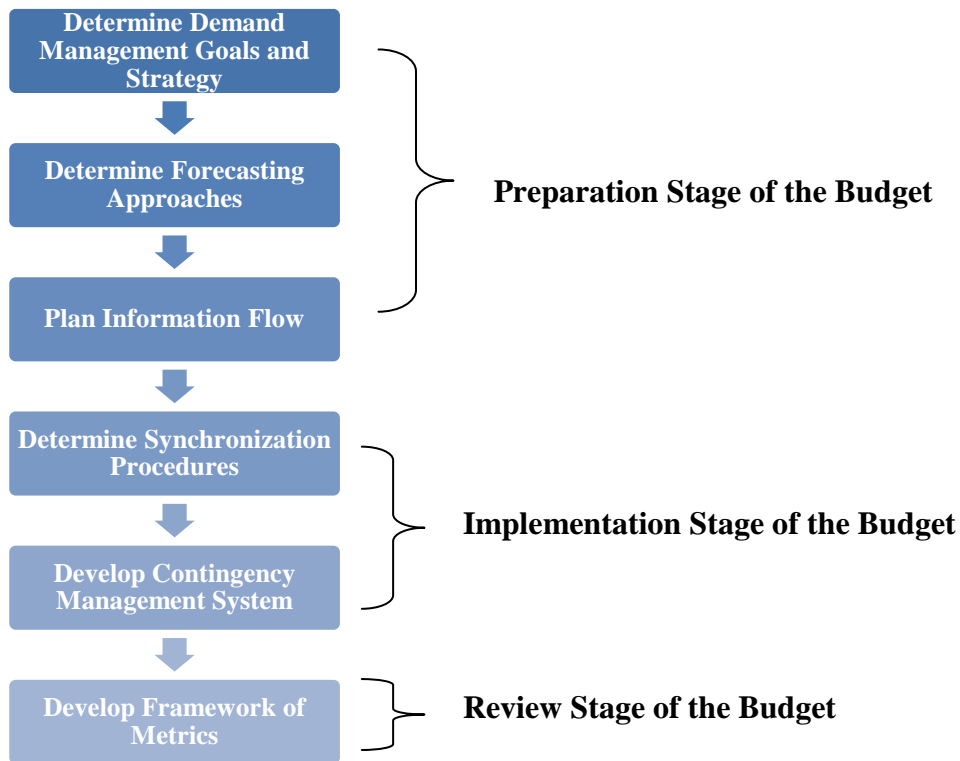 Determine Demand
Management Goals and
Strategy
Determine Forecasting
Approaches
Preparation Stage of the Budget
Plan Information Flow
Determine Synchronization
Procedures
Implementation Stage of the Budget
Develop Contingency
Management System
Develop Framework of
Metrics
Review Stage of the Budget